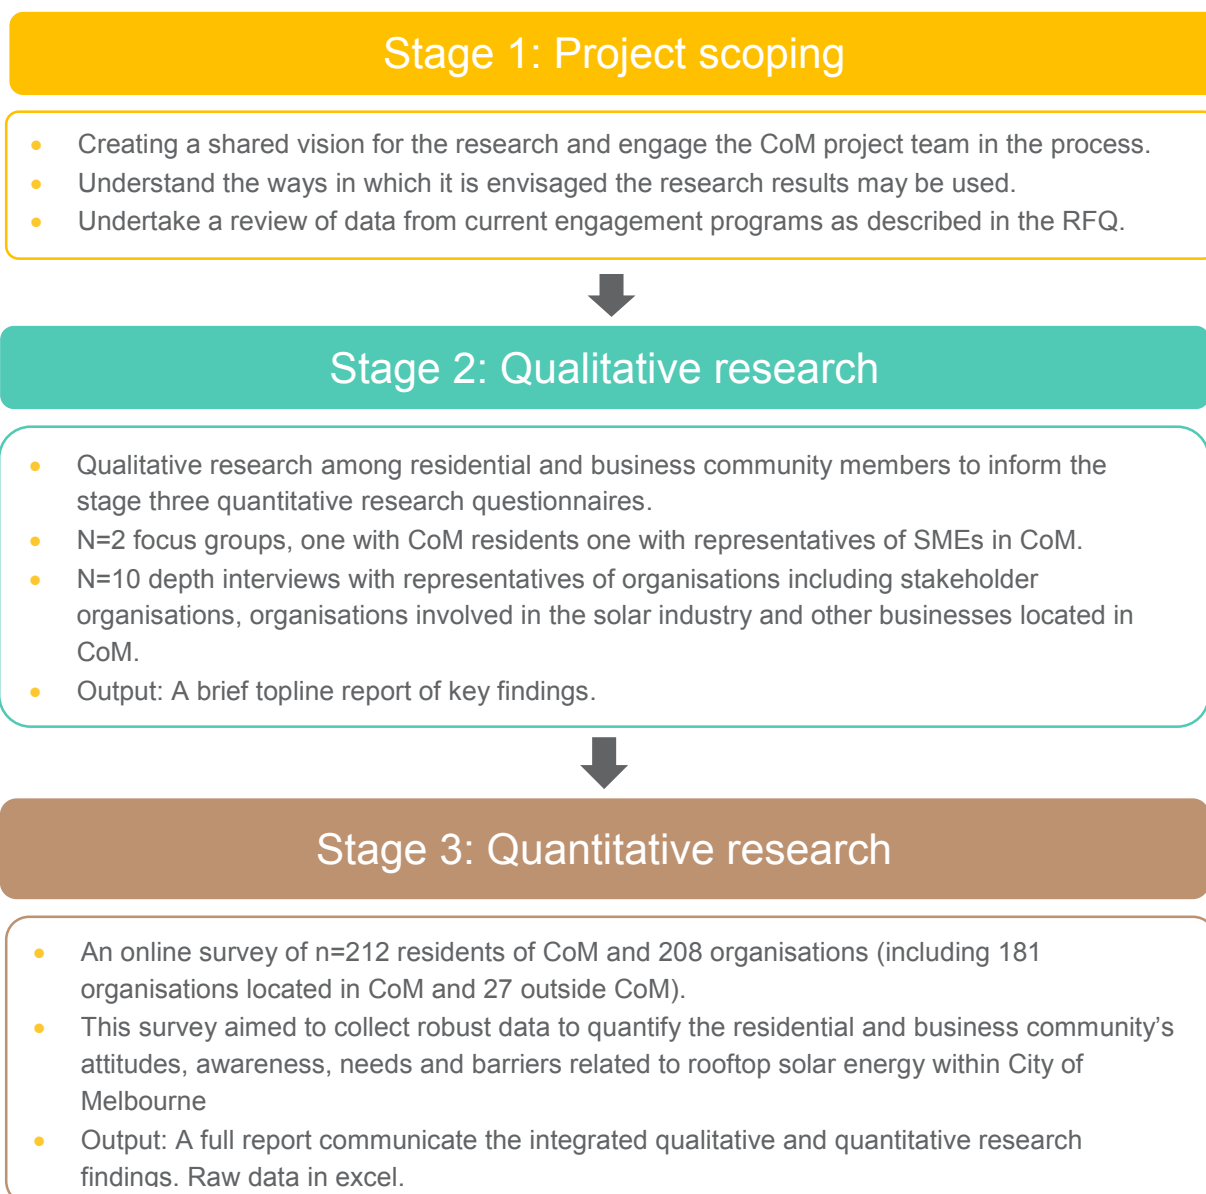 Stage 1: Project scoping
• Creating a shared vision for the research and engage the CoM project team in the process.
• Understand the ways in which it is envisaged the research results may be used.
• Undertake a review of data from current engagement programs as described in the RFQ.
Stage 2: Qualitative research
• Qualitative research among residential and business community members to inform the
stage three quantitative research questionnaires.
• N=2 focus groups, one with CoM residents one with representatives of SMEs in CoM.
• N=10 depth interviews with representatives of organisations including stakeholder
organisations, organisations involved in the solar industry and other businesses located in
CoM.
• Output: A brief topline report of key findings.
Stage 3: Quantitative research
• An online survey of n=212 residents of CoM and 208 organisations (including 181
organisations located in CoM and 27 outside CoM).
• This survey aimed to collect robust data to quantify the residential and business community’s
attitudes, awareness, needs and barriers related to rooftop solar energy within City of
Melbourne
• Output: A full report communicate the integrated qualitative and quantitative research
findings. Raw data in excel.